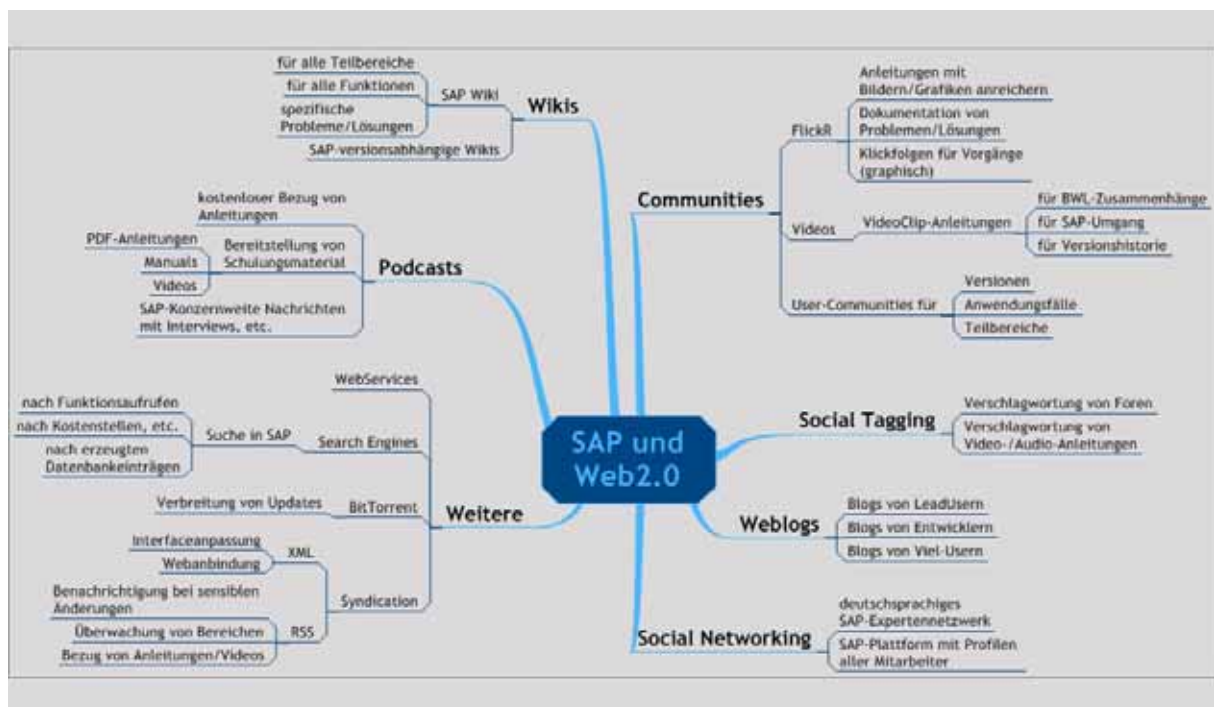 SAP und
Web2.0
Wikis
SAP Wiki
für alle Teilbereiche
für alle Funktionen
spezifische
Probleme/Lösungen
SAP-versionsabhängige Wikis
Podcasts
kostenloser Bezug von
Anleitungen
Bereitstellung von
Schulungsmaterial
PDF-Anleitungen
Manuals
Videos
SAP-Konzernweite Nachrichten
mit Interviews, etc.
Weitere
WebServices
Search Engines
Suche in SAP
nach Funktionsaufrufen
nach Kostenstellen, etc.
nach erzeugten
Datenbankeinträgen
BitTorrent
Verbreitung von Updates
Syndication
XML
Interfaceanpassung
Webanbindung
RSS
Benachrichtigung bei sensiblen
Änderungen
Überwachung von Bereichen
Bezug von Anleitungen/Videos
Communities
FlickR
Anleitungen mit
Bildern/Grafiken anreichern
Dokumentation von
Problemen/Lösungen
Klickfolgen für Vorgänge
(graphisch)
Videos
VideoClip-Anleitungen
für BWL-Zusammenhänge
für SAP-Umgang
für Versionshistorie
User-Communities für
Versionen
Anwendungsfälle
Teilbereiche
Social Tagging
Verschlagwortung von Foren
Verschlagwortung von
Video-/Audio-Anleitungen
Weblogs
Blogs von LeadUsern
Blogs von Entwicklern
Blogs von Viel-Usern
Social Networking
deutschsprachiges
SAP-Expertennetzwerk
SAP-Plattform mit Profilen
aller Mitarbeiter